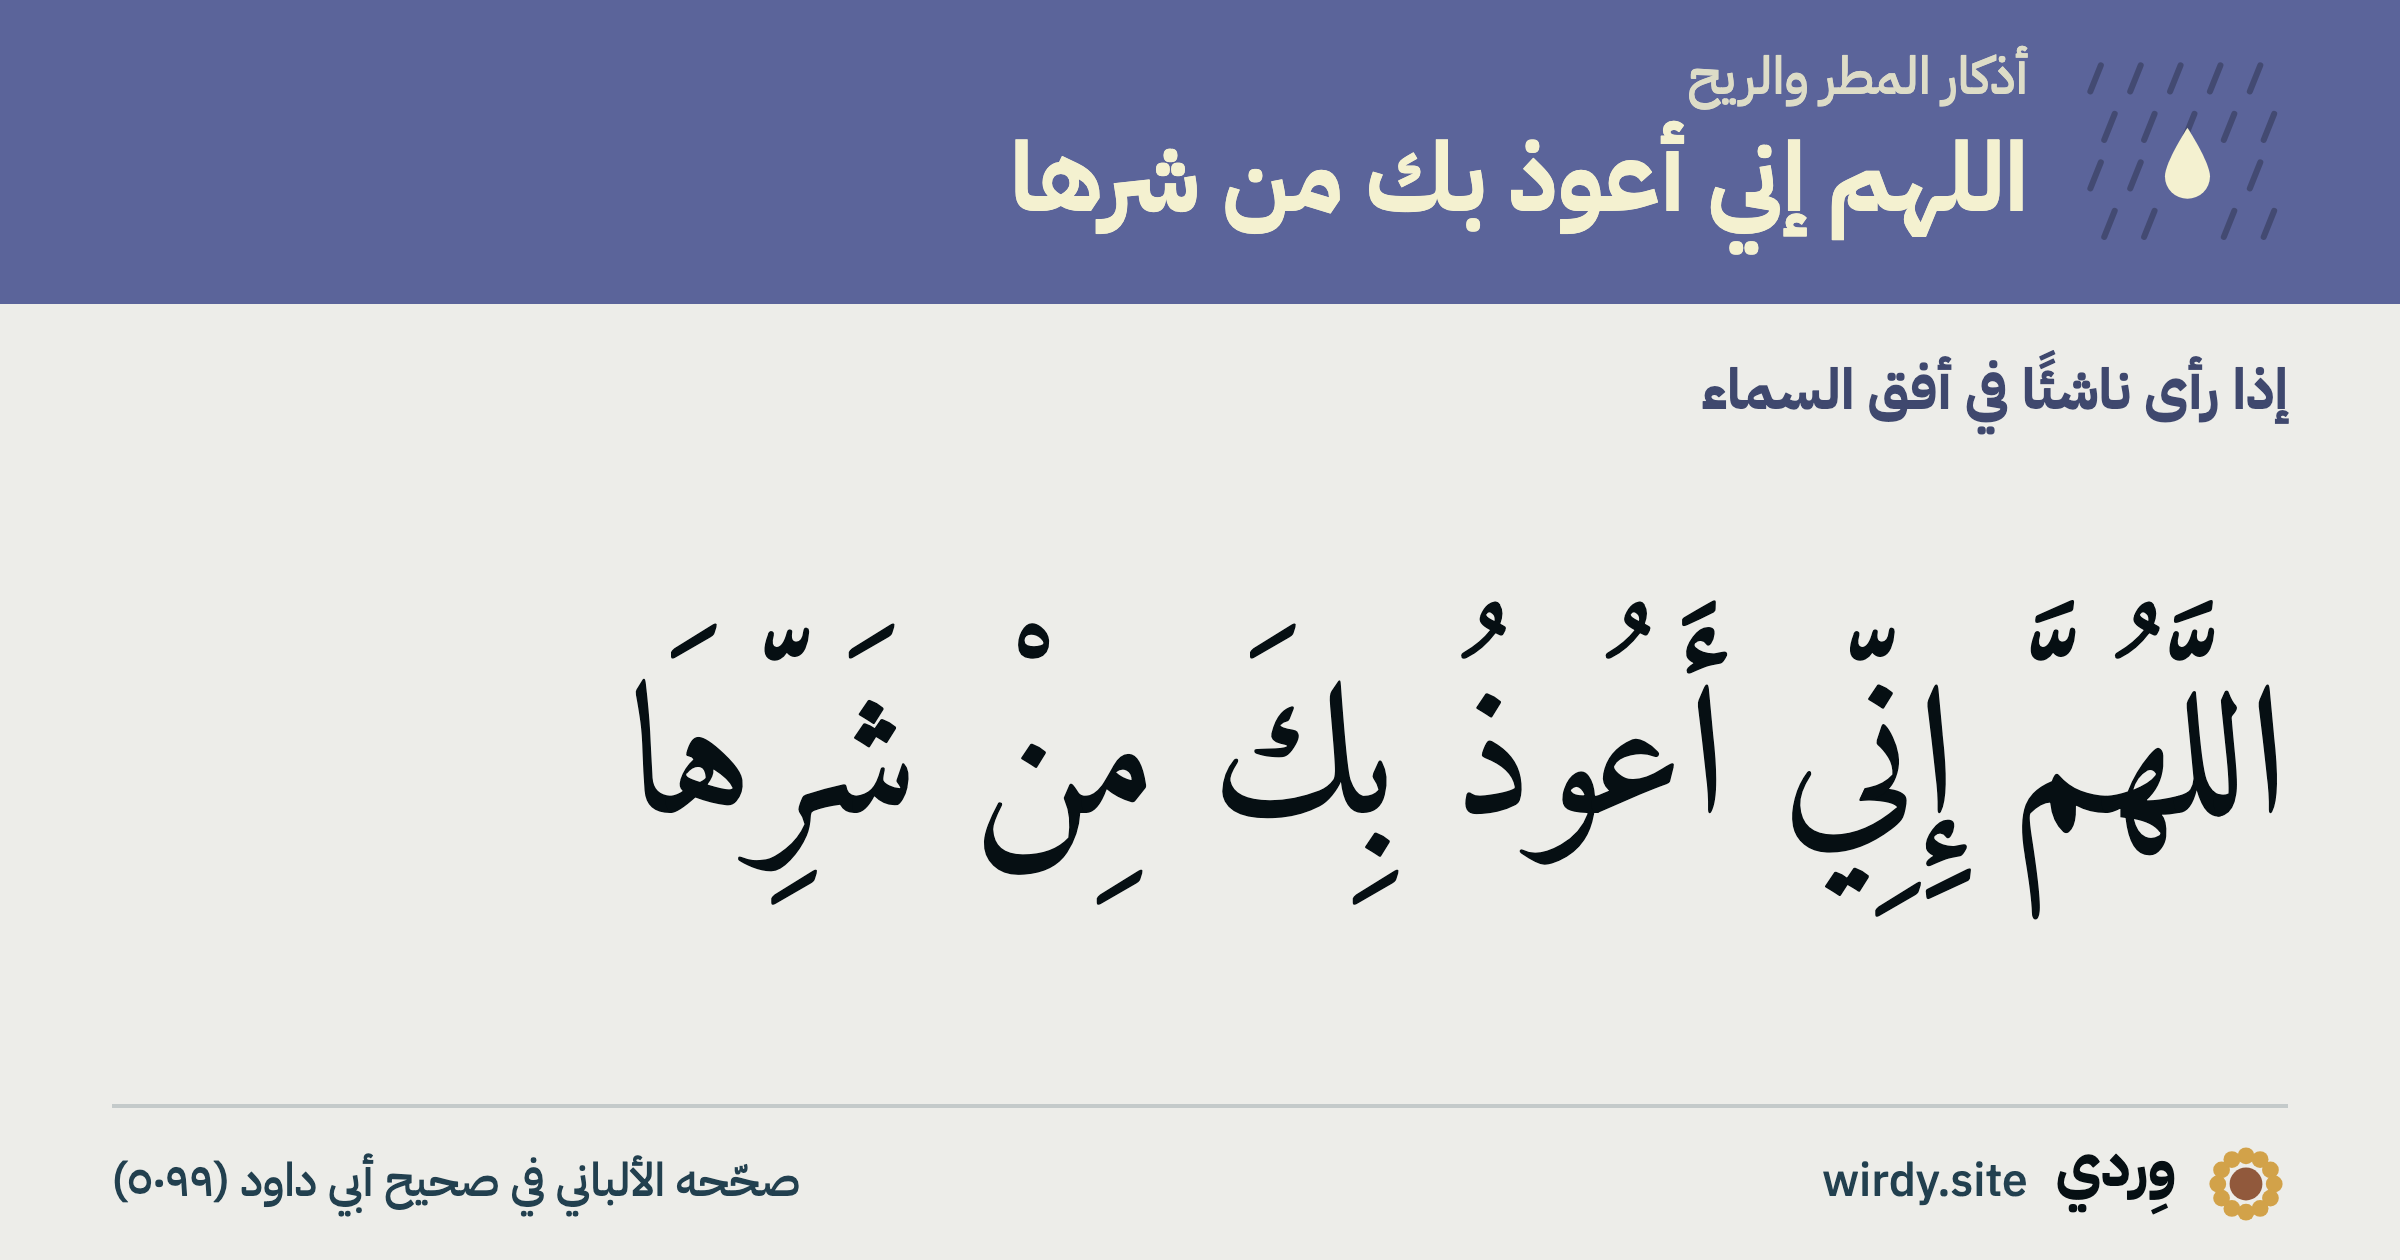 أذكار المطر والريح
اللهم إني أعوذ بك من شرها
إذا رأى ناشئًا في أفق السماء
اللَّهُمَّ إِنِّي أَعُوذُ بِكَ مِنْ شَرِّهَا
وِردي wirdy.site
صحّحه الألباني في صحيح أبي داود (٥٠٩٩)